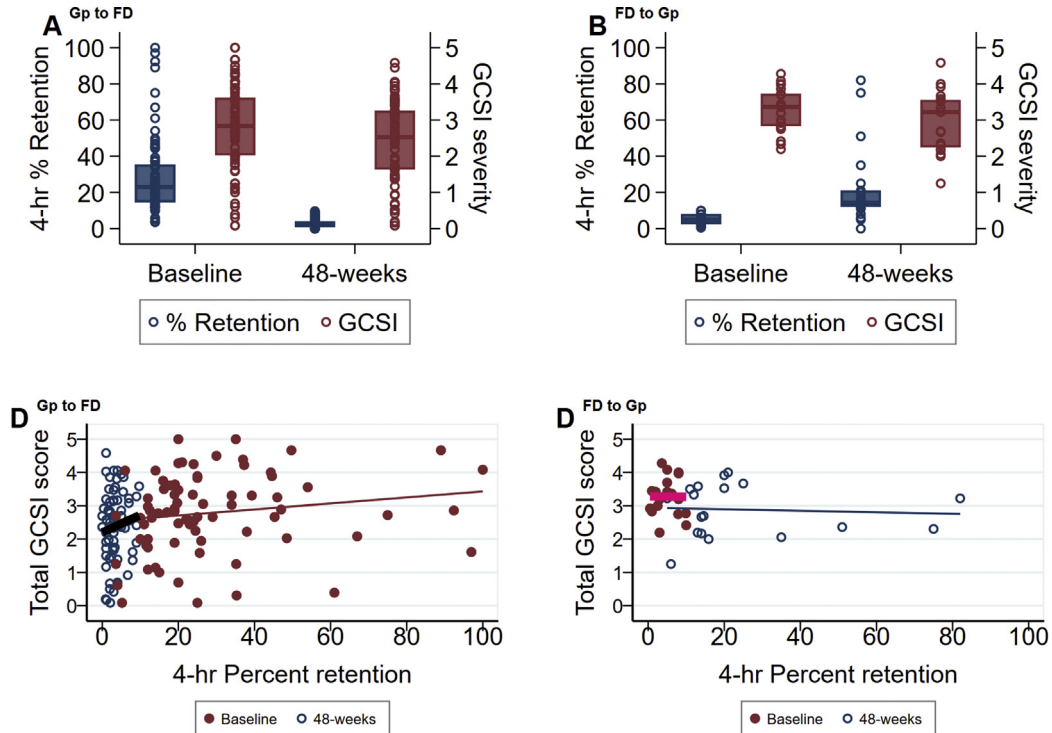 A Gp to FD
4-hr % Retention
100
80
60
40
20
0
5
4
3
2
1
0
GCSI severity
Baseline 48-weeks
% Retention GCSI
B FD to Gp
4-hr % Retention
100
80
60
40
20
0
5
4
3
2
1
0
GCSI severity
Baseline 48-weeks
% Retention GCSI
D Gp to FD
Total GCSI score
5
4
3
2
1
0
0 20 40 60 80 100
4-hr Percent retention
Baseline 48-weeks
D FD to Gp
Total GCSI score
5
4
3
2
1
0
0 20 40 60 80 100
4-hr Percent retention
Baseline 48-weeks